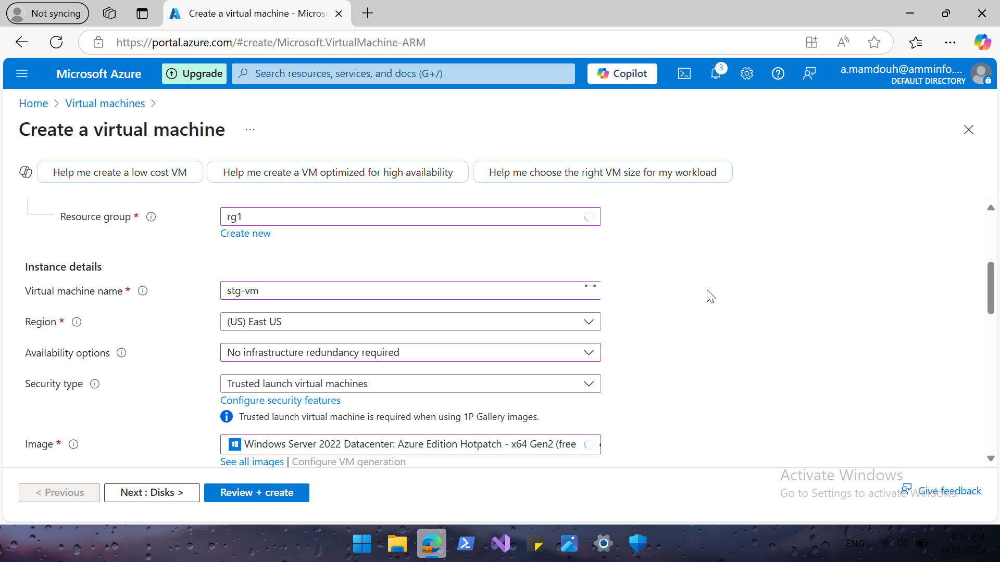 Not syncing
Create a virtual machine - Micros
https://portal.azure.com/#create/Microsoft.VirtualMachine-ARM
Microsoft Azure
Upgrade
Search resources, services, and docs (G+/)
Copilot
3
a.mamdouh@amminfo....
DEFAULT DIRECTORY
Home > Virtual machines >
Create a virtual machine ...
Help me create a low cost VM
Help me create a VM optimized for high availability
Help me choose the right VM size for my workload
Resource group *
rg1
Create new
Instance details
Virtual machine name *
stg-vm
Region *
(US) East US
Availability options
No infrastructure redundancy required
Security type
Trusted launch virtual machines
Configure security features
Trusted launch virtual machine is required when using 1P Gallery images.
Image *
Windows Server 2022 Datacenter: Azure Edition Hotpatch - x64 Gen2 (free
See all images | Configure VM generation
< Previous
Next : Disks >
Review + create
Activate Windows
Go to Settings to activate Windows.
Give feedback
ENG
8:21 PM
4/19/2025